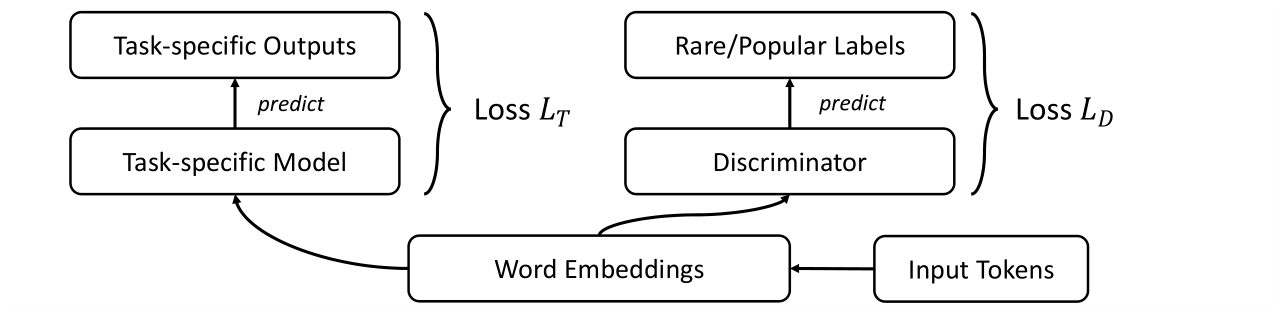 Task-specific Outputs
predict
Task-specific Model
Loss L_T
Rare/Popular Labels
predict
Discriminator
Loss L_D
Word Embeddings
Input Tokens